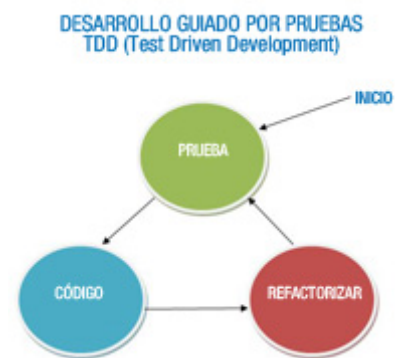 DESARROLLO GUIADO POR PRUEBAS
TDD (Test Driven Development)
INICIO
PRUEBA
CÓDIGO
REFACTORIZAR